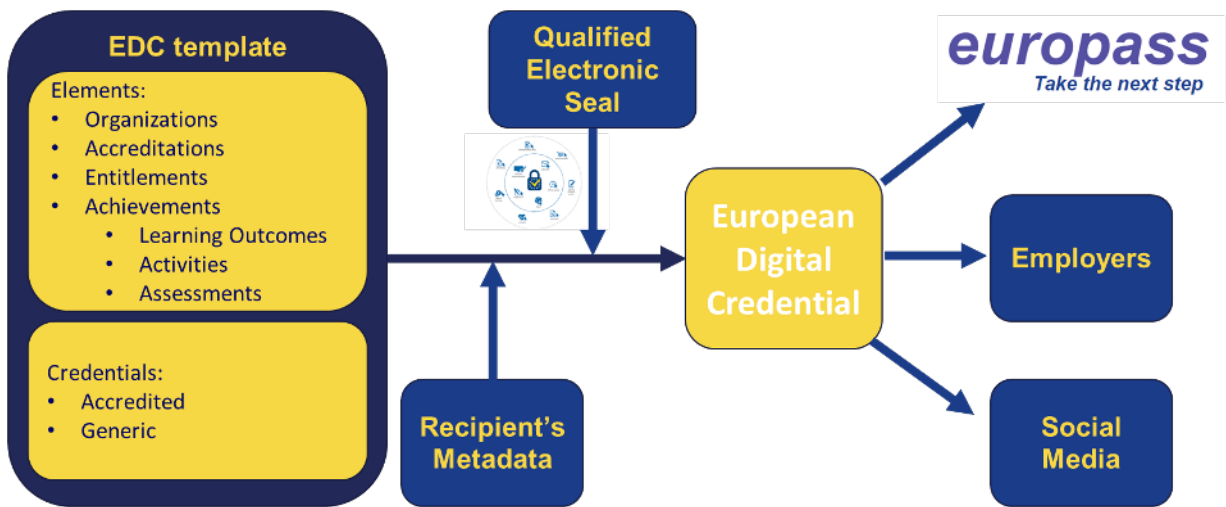 EDC template
Elements:
• Organizations
• Accreditations
• Entitlements
• Achievements
• Learning Outcomes
• Activities
• Assessments
Credentials:
• Accredited
• Generic
Qualified
Electronic
Seal
Recipient's
Metadata
European
Digital
Credential
europass
Take the next step
Employers
Social
Media